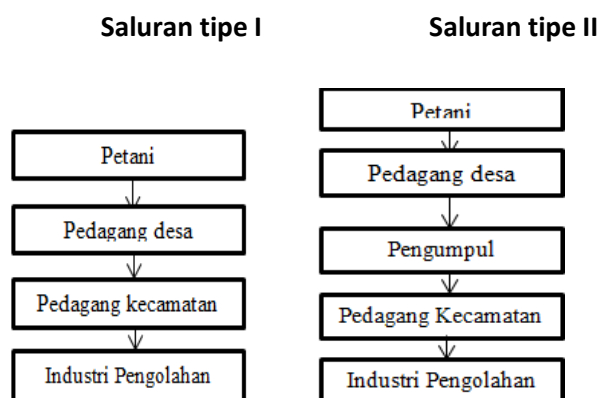 Saluran tipe I
Saluran tipe II
Petani
Pedagang desa
Pedagang kecamatan
Industri Pengolahan
Petani
Pedagang desa
Pengumpul
Pedagang Kecamatan
Industri Pengolahan